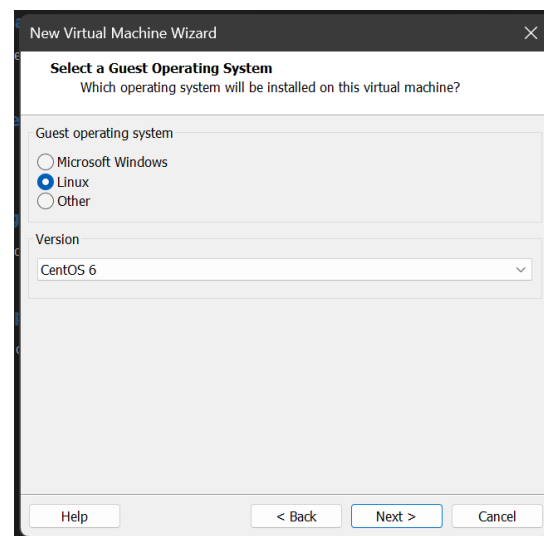 New Virtual Machine Wizard
Select a Guest Operating System
Which operating system will be installed on this virtual machine?
Guest operating system
Microsoft Windows
Linux
Other
Version
CentOS 6
Help
< Back
Next >
Cancel